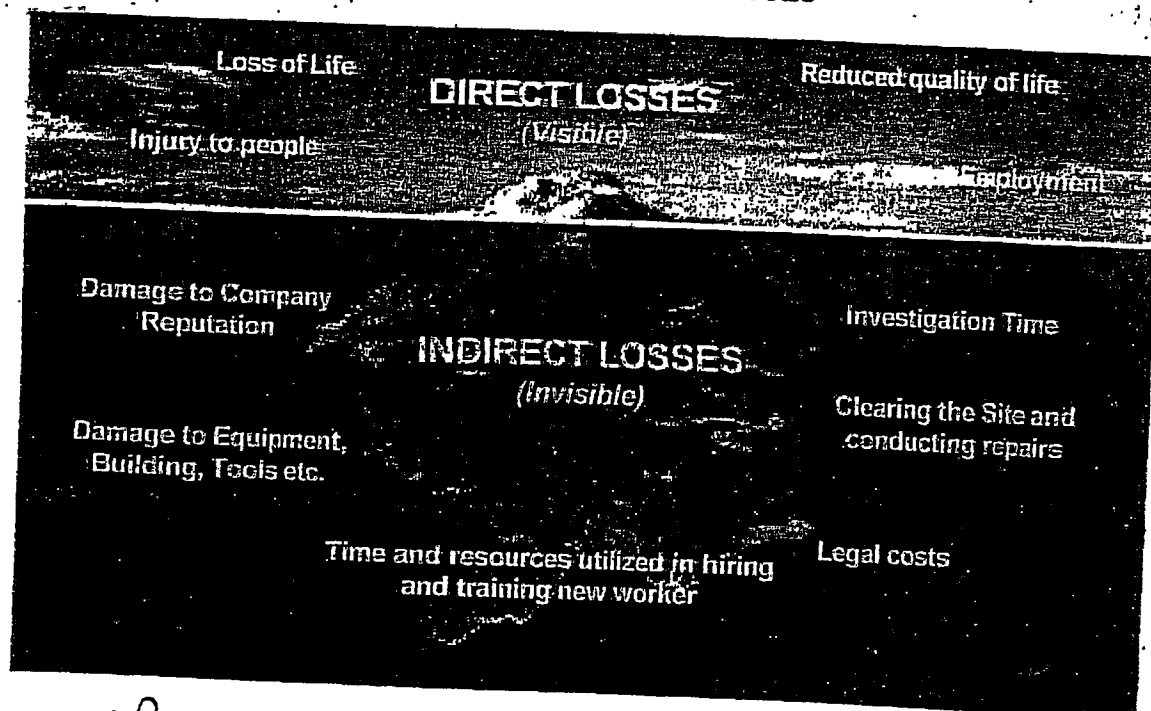 Loss of Life
DIRECT LOSSES
Reduced quality of life
(Visible)
Injury to people
Employment
Damage to Company
Reputation
Investigation Time
INDIRECT LOSSES
(Invisible)
Clearing the Site and
conducting repairs
Damage to Equipment,
Building, Tools etc.
Time and resources utilized in hiring
and training new worker
Legal costs